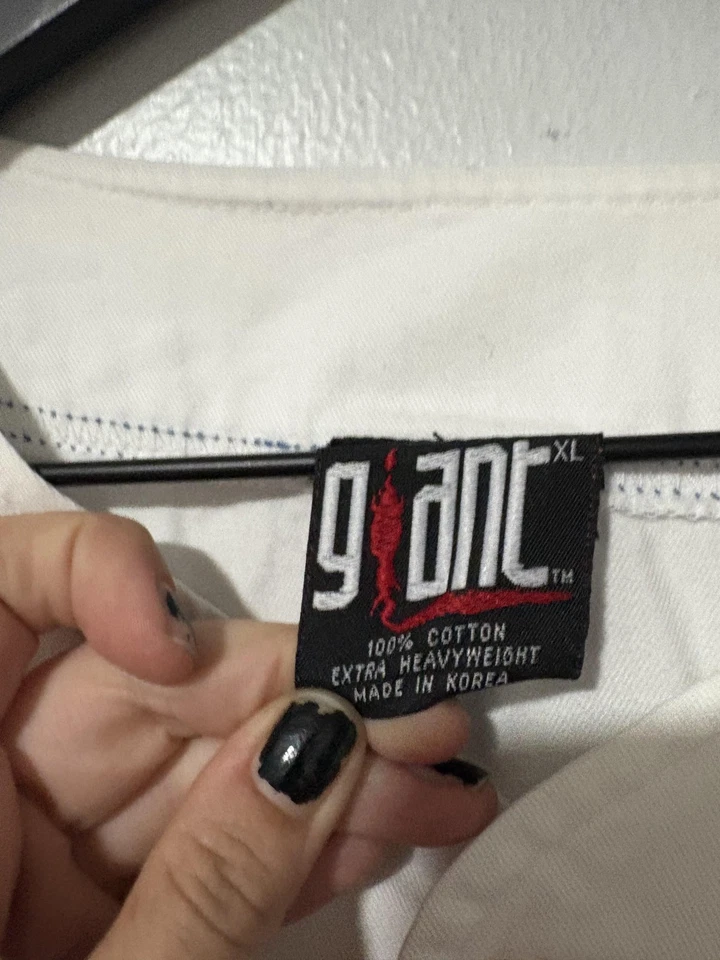 giant XL
TM
100% COTTON
EXTRA HEAVYWEIGHT
MADE IN KOREA